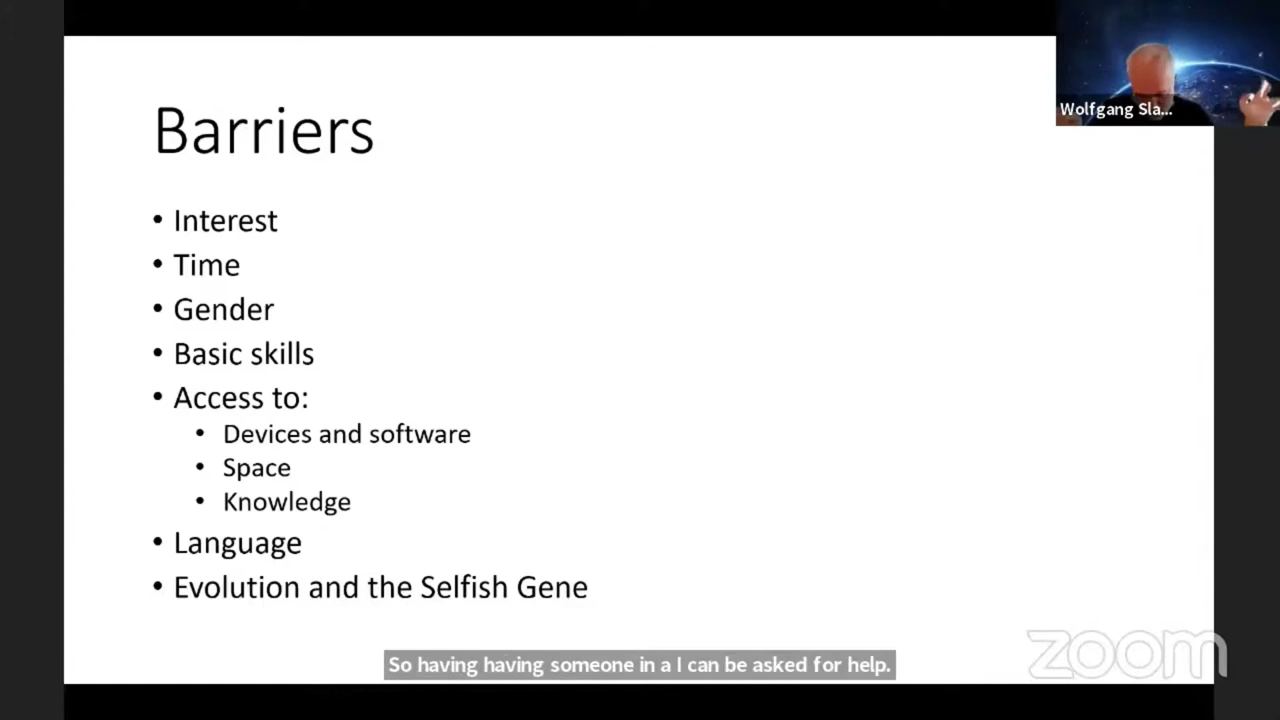 Barriers
Wolfgang Sla...
• Interest
• Time
• Gender
• Basic skills
• Access to:
• Devices and software
• Space
• Knowledge
• Language
• Evolution and the Selfish Gene
So having having someone in a I can be asked for help.
zoom